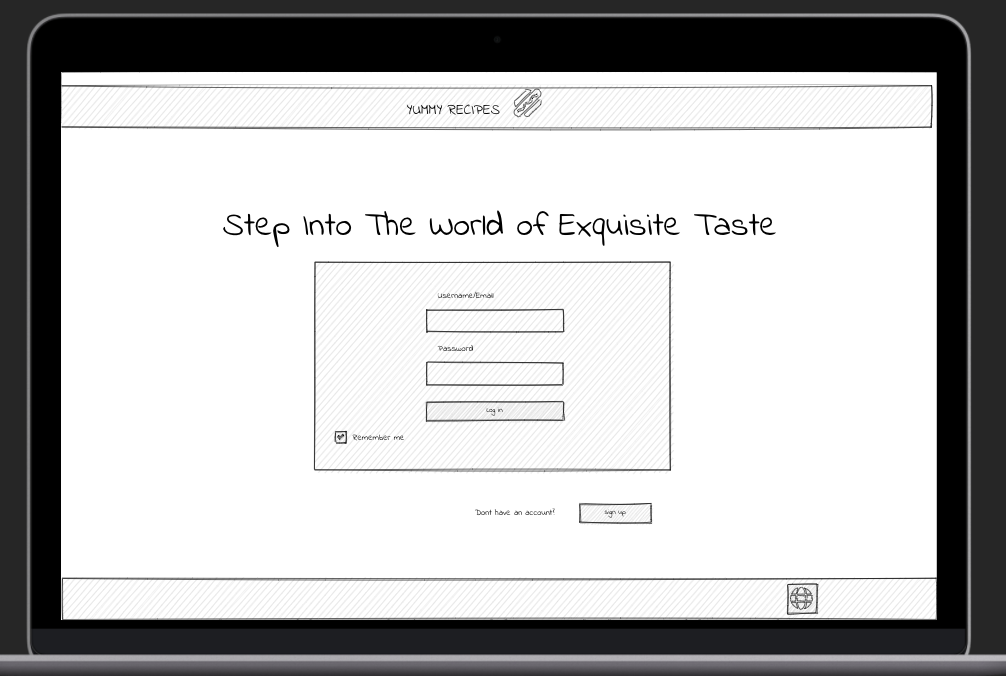 YUMMY RECIPES
Step Into The World of Exquisite Taste
Username/Email
Password
Log in
Remember me
Dont have an account?
Sign up